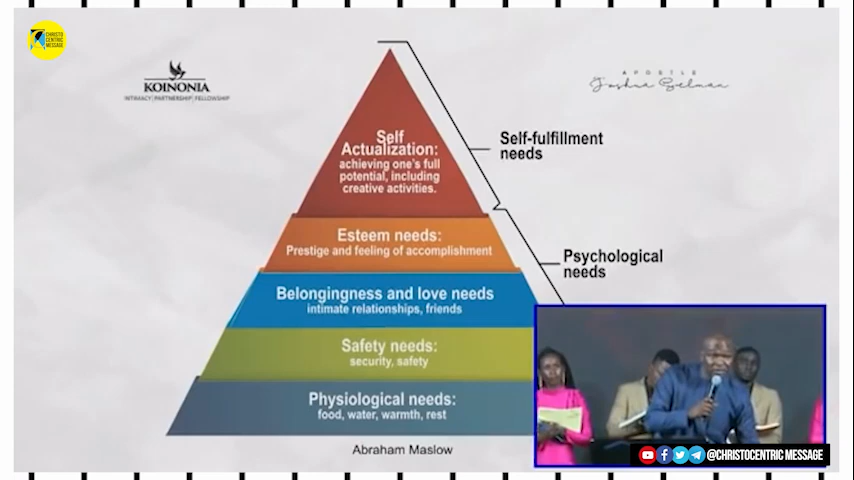 CHRISTO
CENTRIC
MESSAGE
KOINONIA
INTIMACY | PARTNERSHIP | FELLOWSHIP
APOSTLE
Joshua Selman
Self
Actualization:
achieving one's full
potential, including
creative activities.
Self-fulfillment
needs
Esteem needs:
Prestige and feeling of accomplishment
Psychological
needs
Belongingness and love needs
intimate relationships, friends
Safety needs:
security, safety
Physiological needs:
food, water, warmth, rest
Abraham Maslow
@CHRISTOCENTRIC MESSAGE